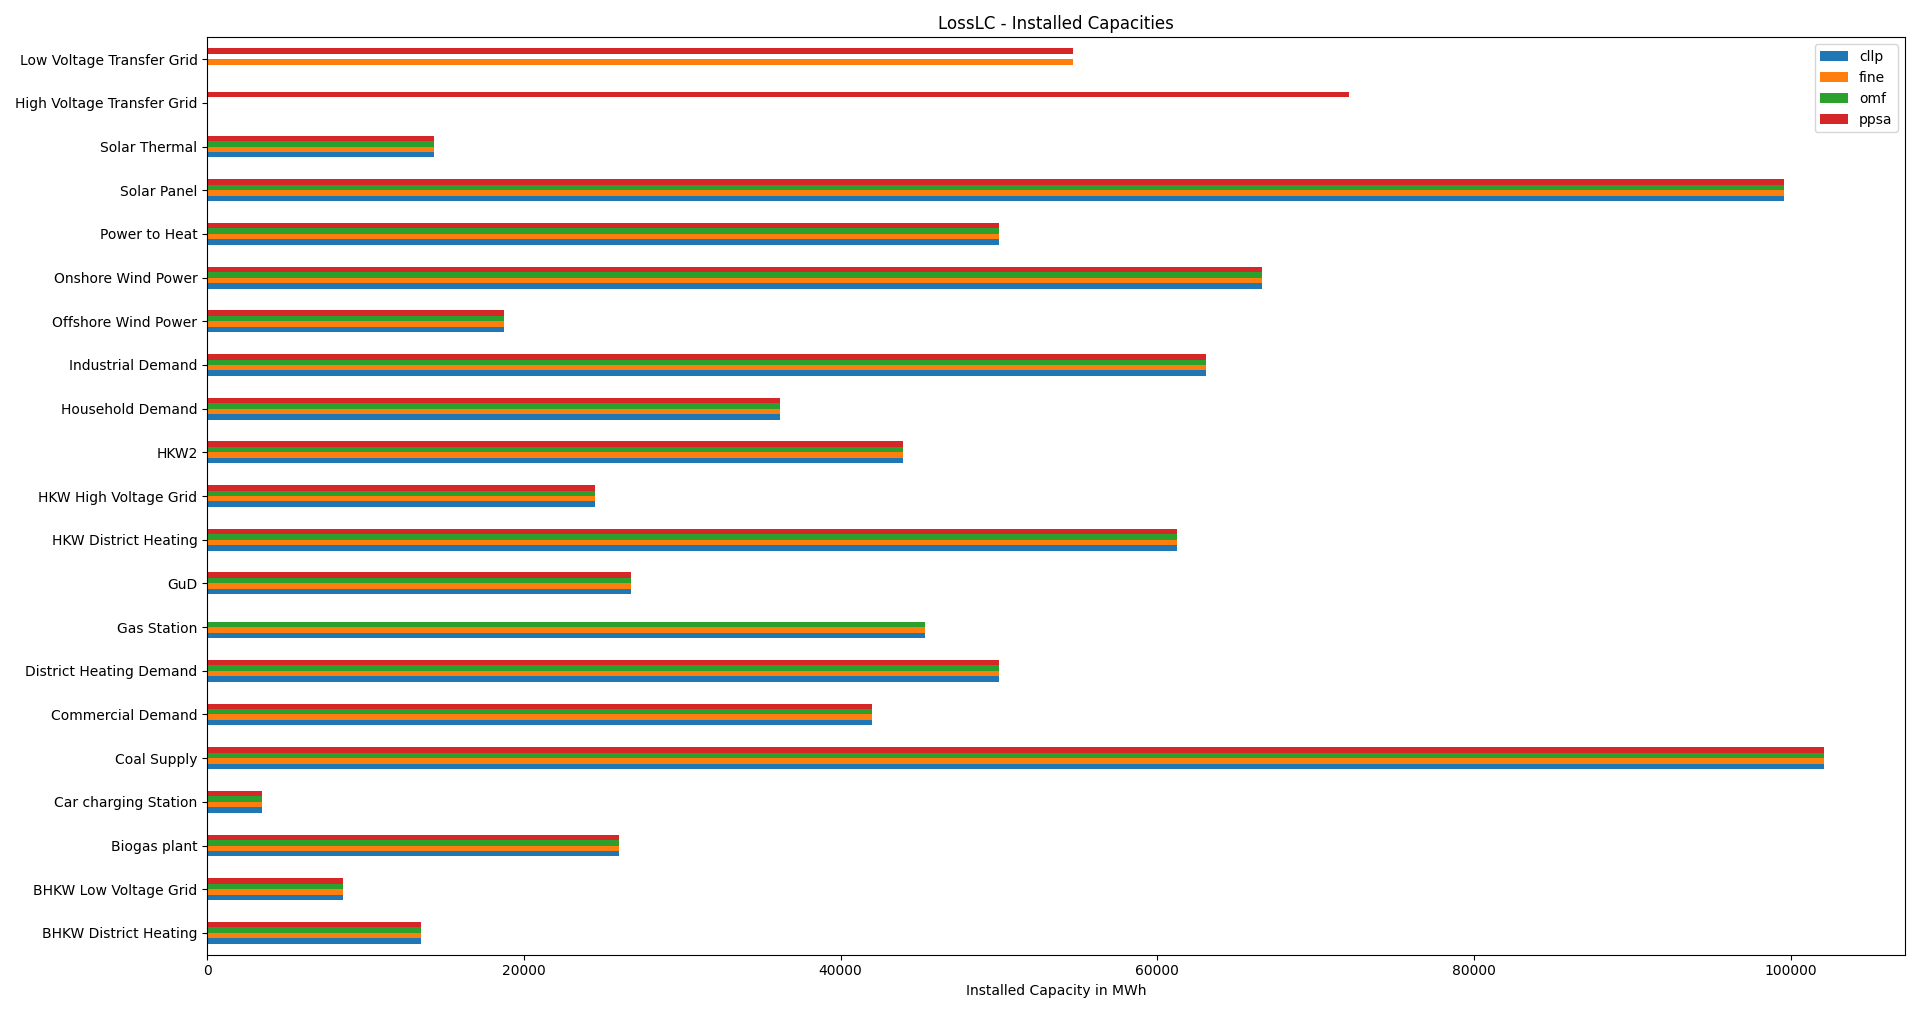 LossLC - Installed Capacities
cllp
fine
omf
ppsa
Low Voltage Transfer Grid
High Voltage Transfer Grid
Solar Thermal
Solar Panel
Power to Heat
Onshore Wind Power
Offshore Wind Power
Industrial Demand
Household Demand
HKW2
HKW High Voltage Grid
HKW District Heating
GuD
Gas Station
District Heating Demand
Commercial Demand
Coal Supply
Car charging Station
Biogas plant
BHKW Low Voltage Grid
BHKW District Heating
0 20000 40000 60000 80000 100000
Installed Capacity in MWh